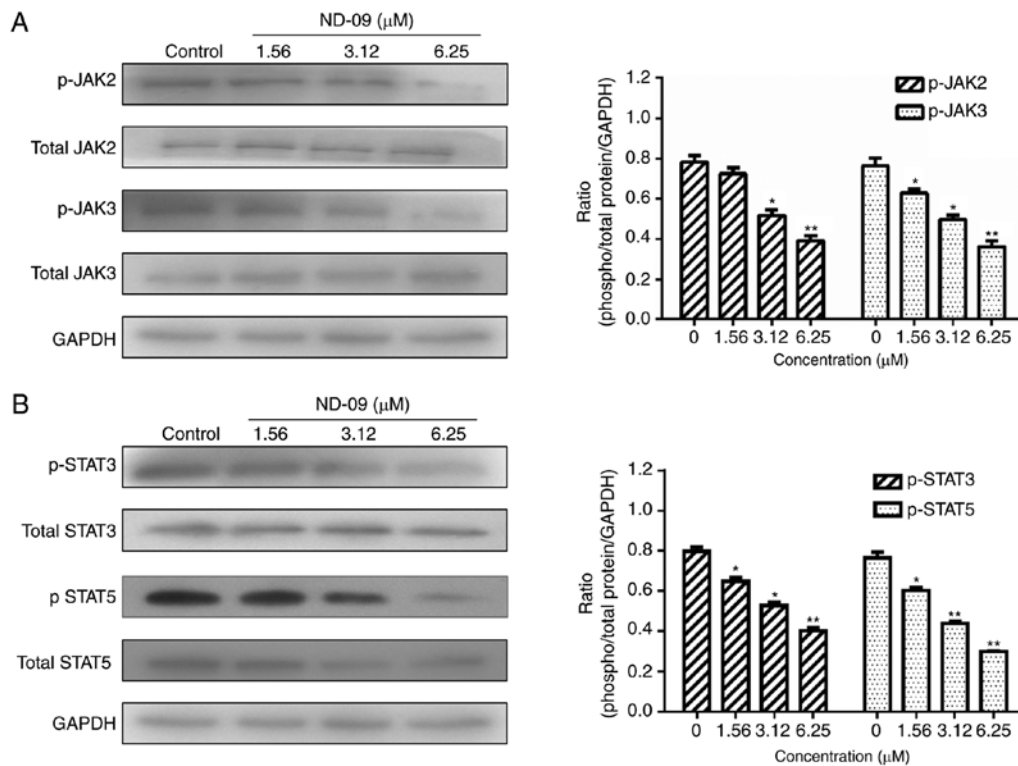 A
ND-09 (μM)
Control 1.56 3.12 6.25
p-JAK2
Total JAK2
p-JAK3
Total JAK3
GAPDH
1.2
1.0
0.8
0.6
0.4
0.2
0.0
Ratio
(phospho/total protein/GAPDH)
p-JAK2
p-JAK3
* ** * * **
0 1.56 3.12 6.25 0 1.56 3.12 6.25
Concentration (μM)
B
ND-09 (μM)
Control 1.56 3.12 6.25
p-STAT3
Total STAT3
p STAT5
Total STAT5
GAPDH
1.2
1.0
0.8
0.6
0.4
0.2
0.0
Ratio
(phospho/total protein/GAPDH)
p-STAT3
p-STAT5
* * ** * ** **
0 1.56 3.12 6.25 0 1.56 3.12 6.25
Concentration (μM)